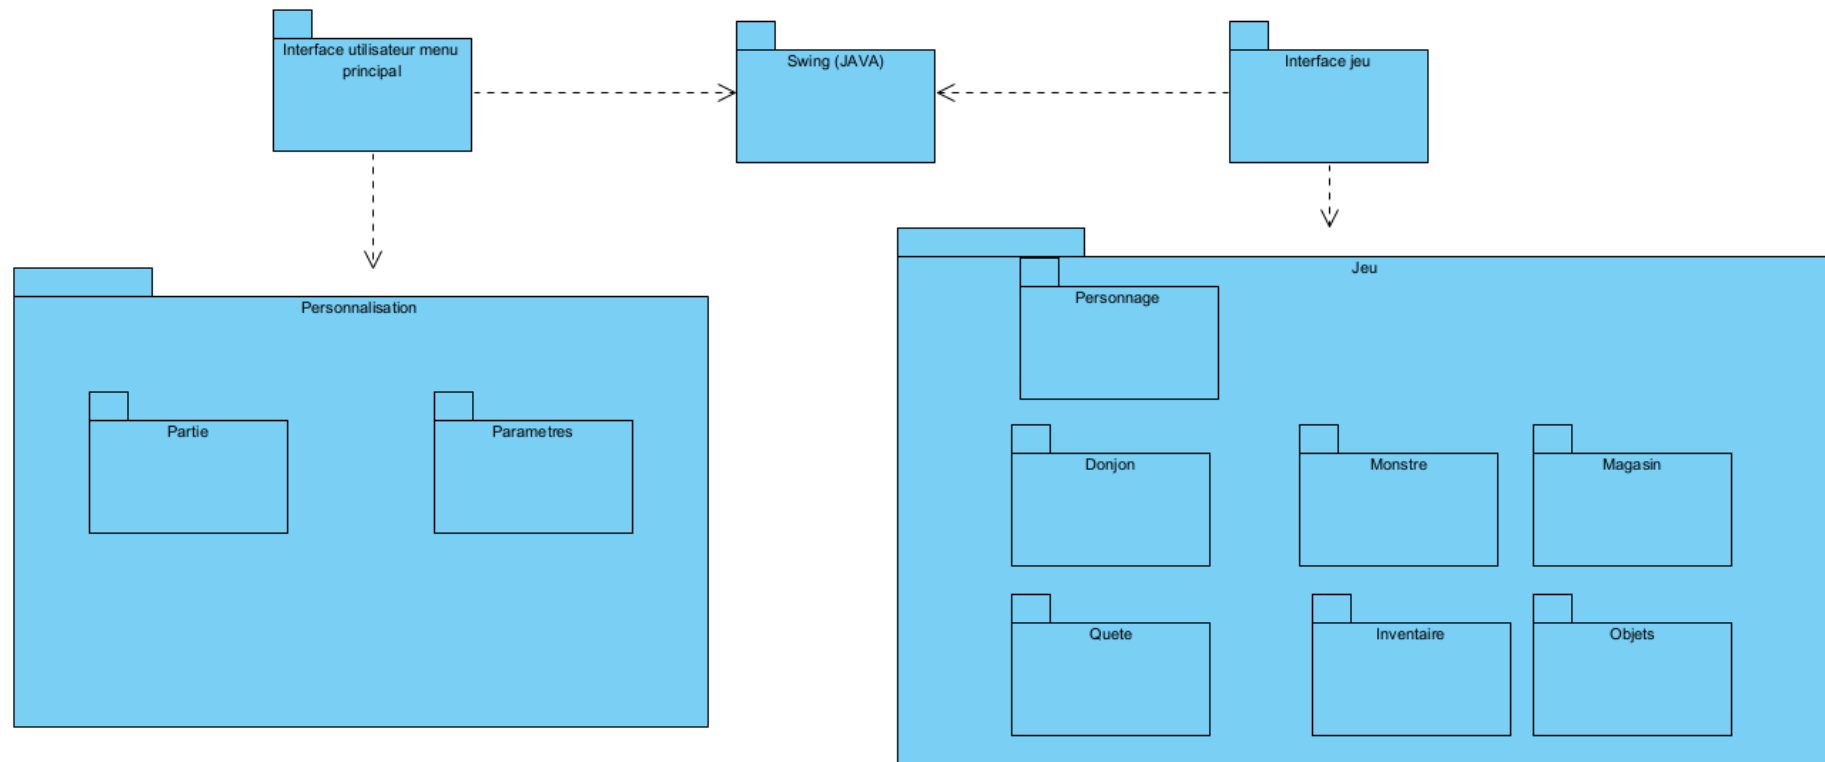 Interface utilisateur menu
principal
Swing (JAVA)
Interface jeu
Personnalisation
Partie
Parametres
Jeu
Personnage
Donjon
Monstre
Magasin
Quete
Inventaire
Objets